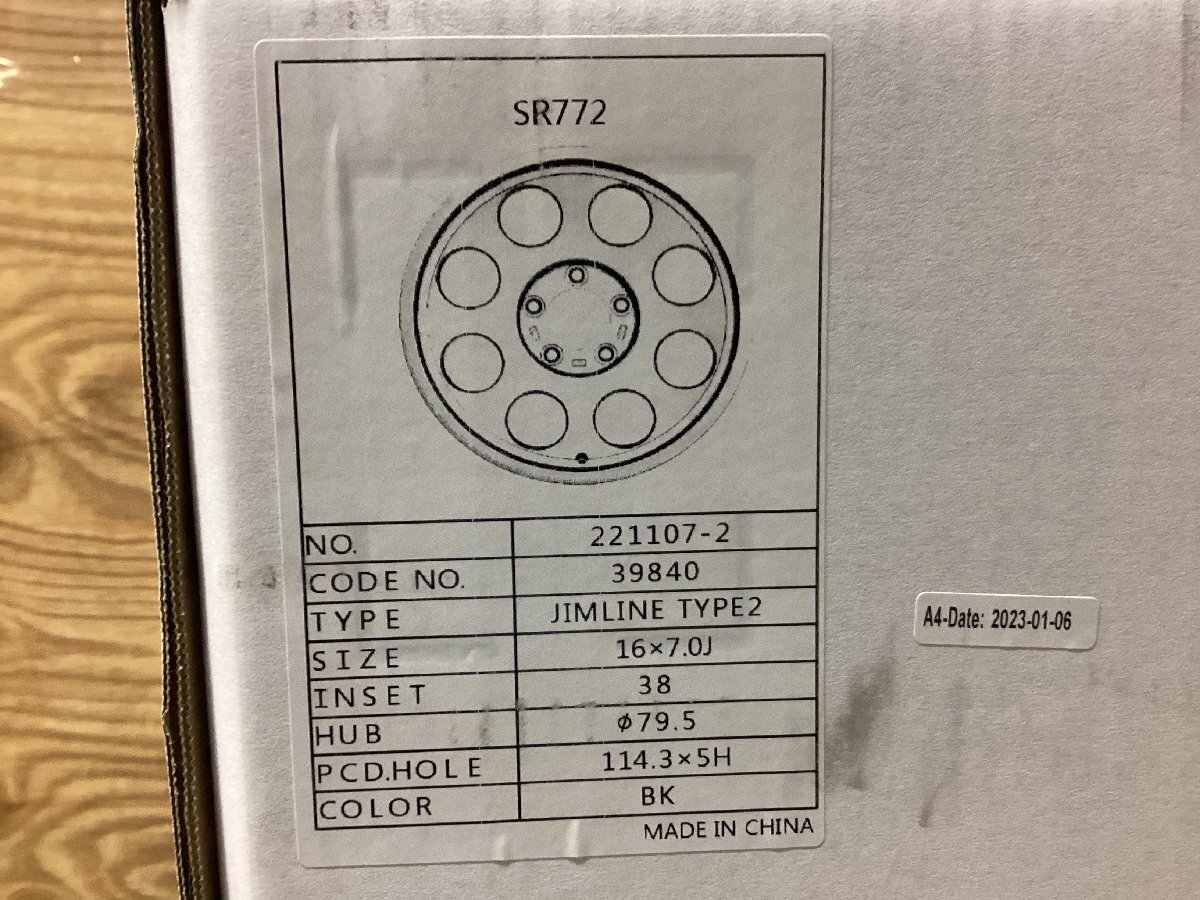 SR772
NO. 221107-2
CODE NO. 39840
TYPE JIMLINE TYPE2
SIZE 16×7.0J
INSET 38
HUB φ79.5
PCD.HOLE 114.3×5H
COLOR BK
MADE IN CHINA
A4-Date: 2023-01-06